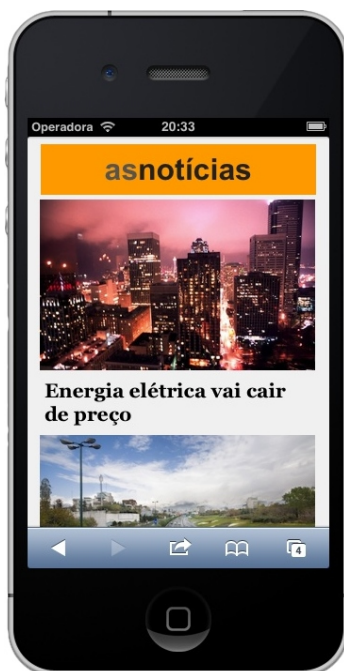 Operadora 20:33
asnotícias
Energia elétrica vai cair
de preço
4